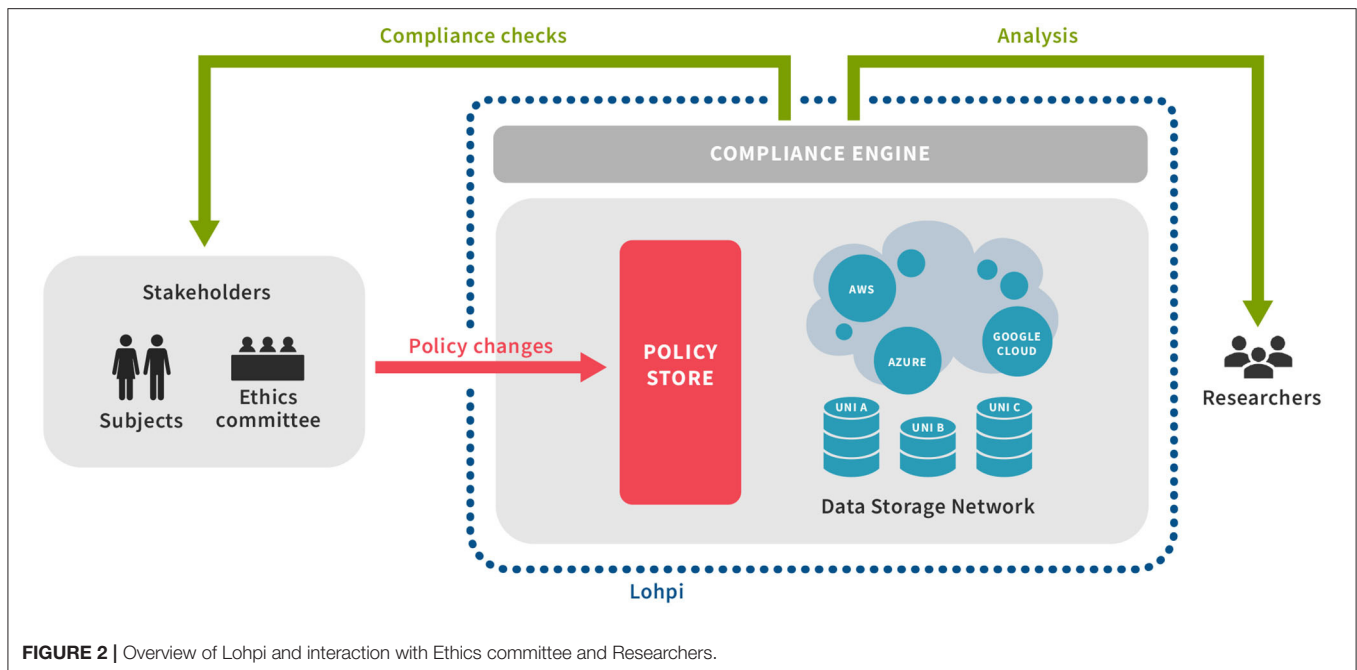 Compliance checks
Analysis
COMPLIANCE ENGINE
Stakeholders
Subjects
Ethics
committee
Policy changes
POLICY
STORE
AWS
AZURE
GOOGLE
CLOUD
UNI A
UNI B
UNI C
Data Storage Network
Researchers
Lohpi
FIGURE 2 | Overview of Lohpi and interaction with Ethics committee and Researchers.